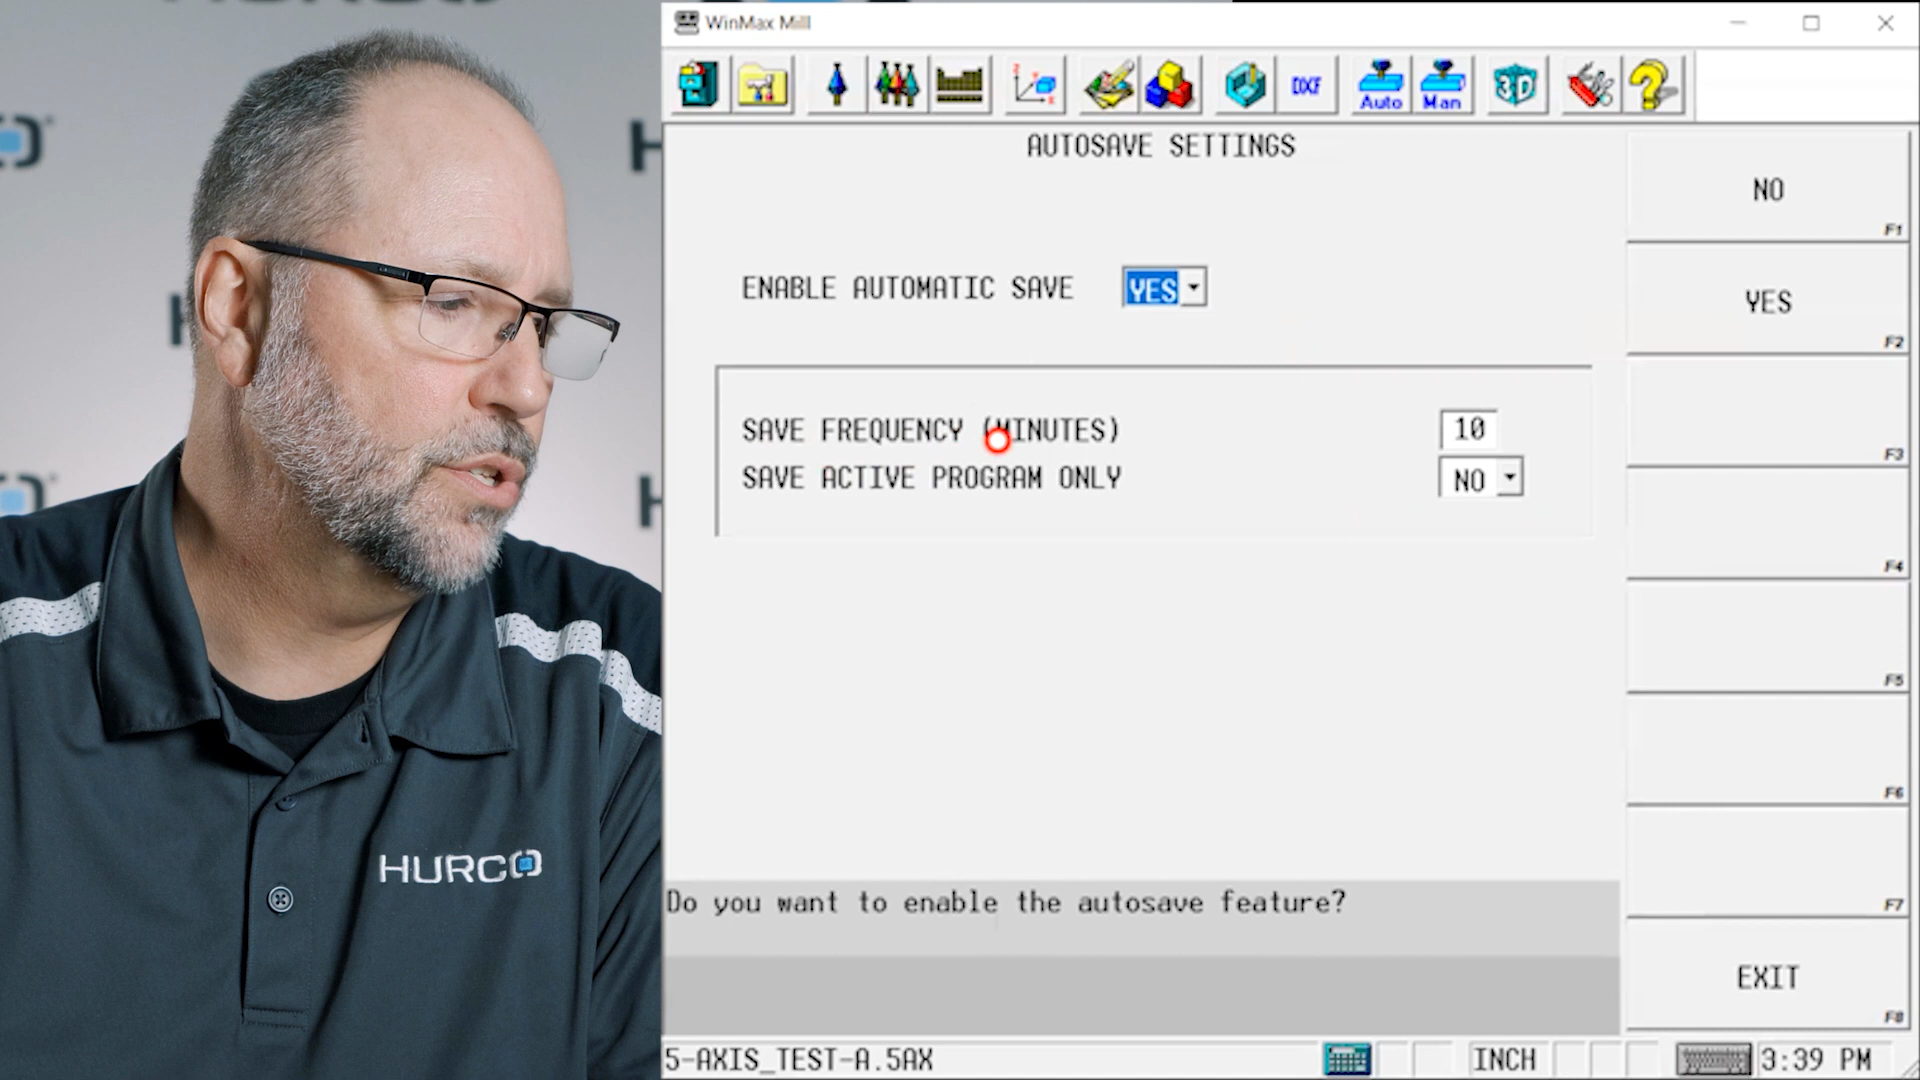 WinMax Mill
DXF
Auto
Man
3D
AUTOSAVE SETTINGS
NO
F1
ENABLE AUTOMATIC SAVE YES
YES
F2
SAVE FREQUENCY (MINUTES) 10
SAVE ACTIVE PROGRAM ONLY NO
F3
F4
F5
F6
F7
Do you want to enable the autosave feature?
EXIT
F8
5-AXIS_TEST-A.5AX
INCH
3:39 PM
HURCO